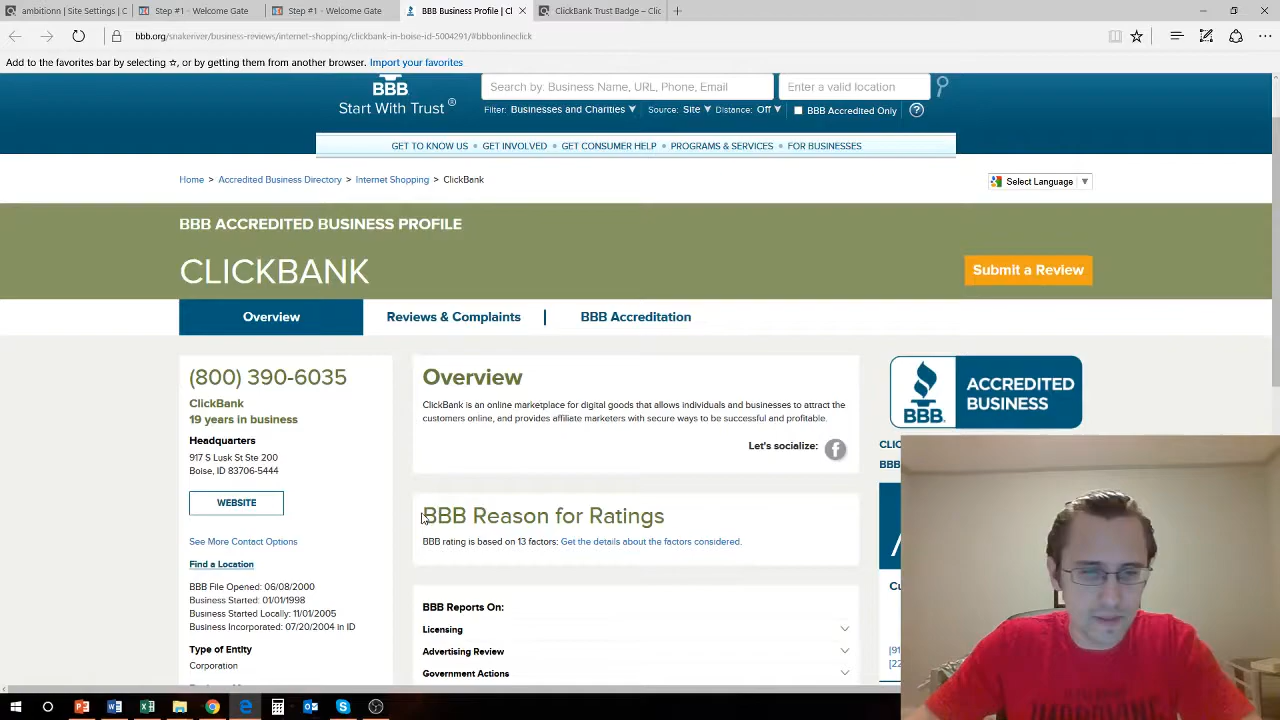 ambitionn | Site Settings | C
Step #1 - Welcome Gate
Step #1 - Welcome Gate
BBB Business Profile | Cl
ClickBank Trust Badge – Clic
bbb.org/snakeriver/business-reviews/internet-shopping/clickbank-in-boise-id-5004291/#bbbonlineclick
Add to the favorites bar by selecting ☆, or by getting them from another browser. Import your favorites
BBB
Start With Trust ®
Search by: Business Name, URL, Phone, Email
Enter a valid location
Filter: Businesses and Charities Source: Site Distance: Off BBB Accredited Only ?
GET TO KNOW US • GET INVOLVED • GET CONSUMER HELP • PROGRAMS & SERVICES • FOR BUSINESSES
Home > Accredited Business Directory > Internet Shopping > ClickBank
Select Language
BBB ACCREDITED BUSINESS PROFILE
CLICKBANK
Submit a Review
Overview
Reviews & Complaints
BBB Accreditation
(800) 390-6035
ClickBank
19 years in business
Headquarters
917 S Lusk St Ste 200
Boise, ID 83706-5444
WEBSITE
See More Contact Options
Find a Location
BBB File Opened: 06/08/2000
Business Started: 01/01/1998
Business Started Locally: 11/01/2005
Business Incorporated: 07/20/2004 in ID
Type of Entity
Corporation
Overview
ClickBank is an online marketplace for digital goods that allows individuals and businesses to attract the
customers online, and provides affiliate marketers with secure ways to be successful and profitable.
Let's socialize:
BBB Reason for Ratings
BBB rating is based on 13 factors: Get the details about the factors considered.
BBB Reports On:
Licensing
Advertising Review
Government Actions
BBB.
ACCREDITED
BUSINESS
CLIC
BBB
Cu
[91
[22